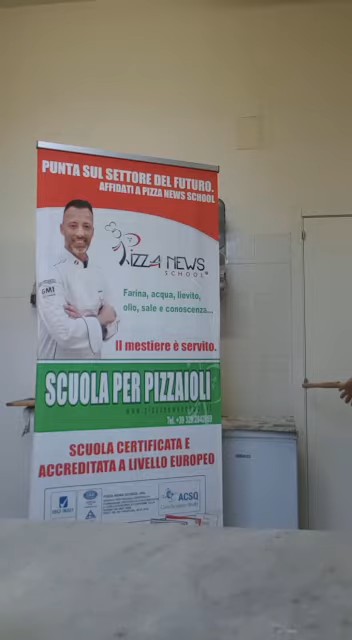 PUNTA SUL SETTORE DEL FUTURO.
AFFIDATI A PIZZA NEWS SCHOOL
PIZZA NEWS
SCHOOL
Farina, acqua, lievito,
olio, sale e conoscenza...
Il mestiere è servito.
SCUOLA PER PIZZAIOLI
SCUOLA CERTIFICATA E
ACCREDITATA A LIVELLO EUROPEO
ACSQ